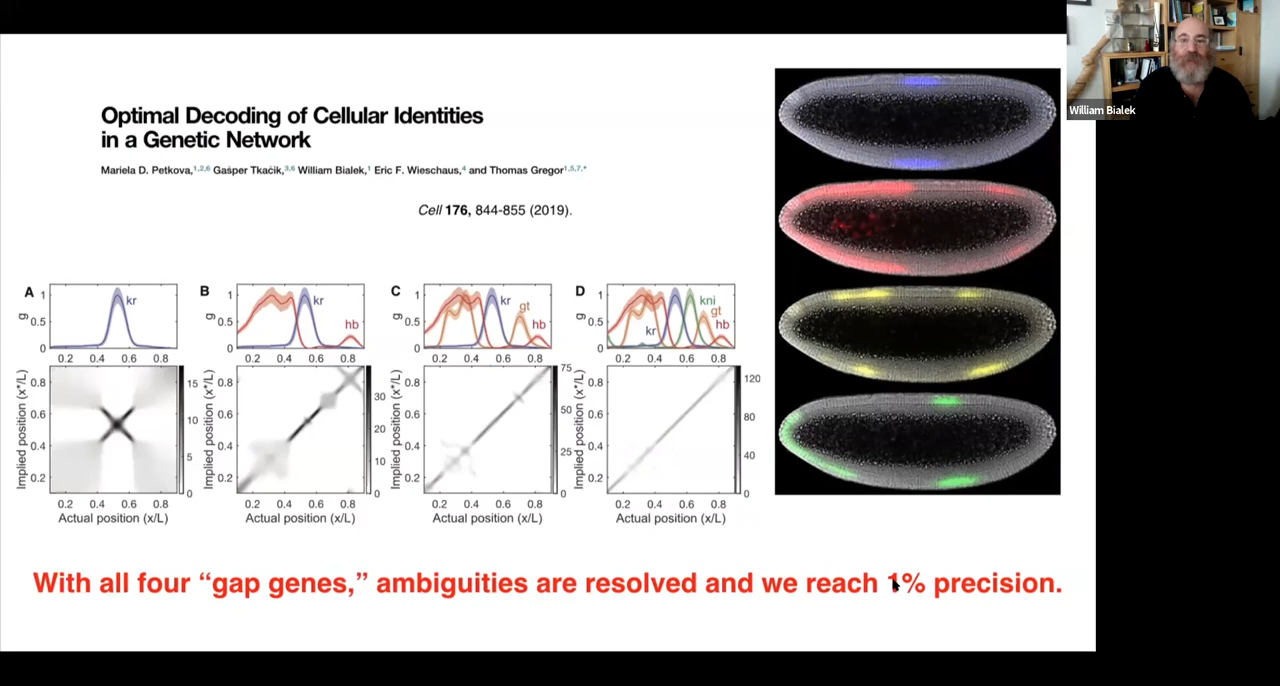 Optimal Decoding of Cellular Identities
in a Genetic Network
Mariela D. Petkova,1,2,6 Gašper Tkačik,3,6 William Bialek,1 Eric F. Wieschaus,4 and Thomas Gregor1,5,7,*
Cell 176, 844-855 (2019).
William Bialek
A
1
0.5
0
g
kr
0.2 0.4 0.6 0.8
B
1
0.5
0
g
kr
hb
0.2 0.4 0.6 0.8
C
1
0.5
0
g
kr
gt
hb
0.2 0.4 0.6 0.8
D
1
0.5
0
g
kr
kni
gt
hb
0.2 0.4 0.6 0.8
Implied position (x*/L)
0.8
0.6
0.4
0.2
0.2 0.4 0.6 0.8
Actual position (x/L)
15
10
5
0
Implied position (x*/L)
0.8
0.6
0.4
0.2
0.2 0.4 0.6 0.8
Actual position (x/L)
30
20
10
0
Implied position (x*/L)
0.8
0.6
0.4
0.2
0.2 0.4 0.6 0.8
Actual position (x/L)
75
50
25
0
Implied position (x*/L)
0.8
0.6
0.4
0.2
0.2 0.4 0.6 0.8
Actual position (x/L)
120
80
40
0
With all four “gap genes,” ambiguities are resolved and we reach 1% precision.